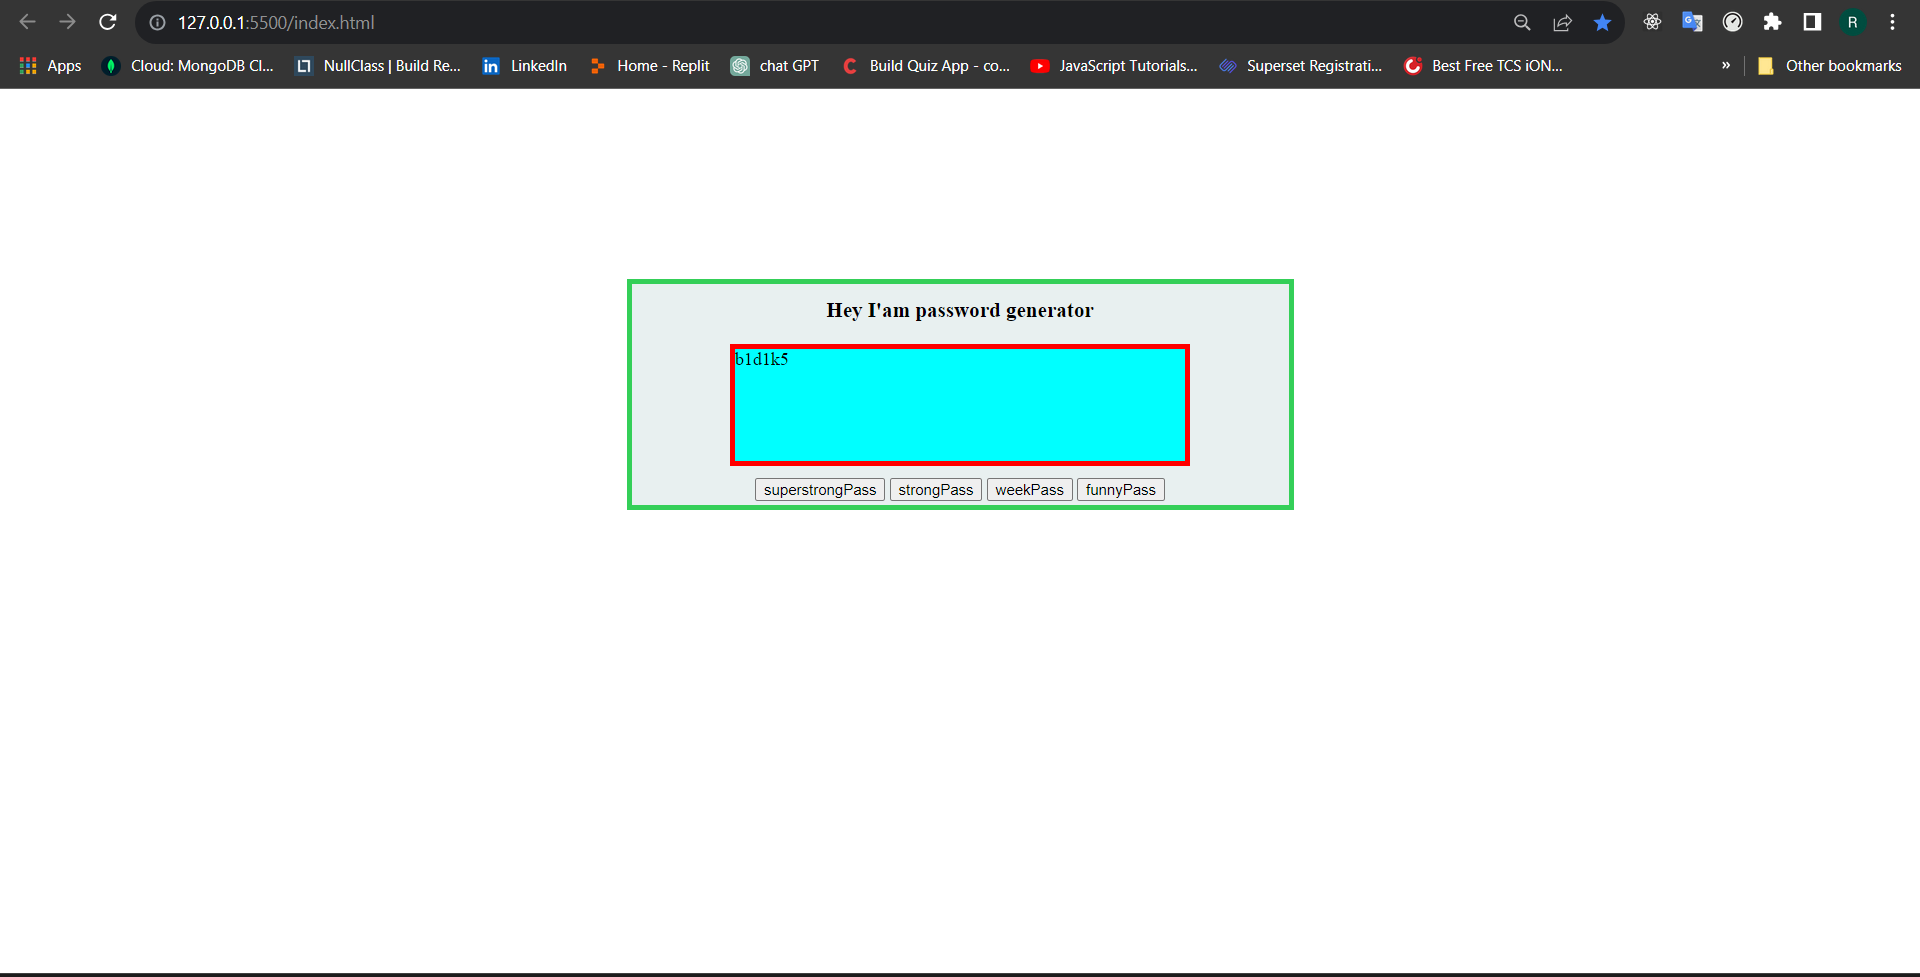 127.0.0.1:5500/index.html
R
Apps Cloud: MongoDB Cl... NullClass | Build Re... LinkedIn Home - Replit chat GPT Build Quiz App - co... JavaScript Tutorials... Superset Registrati... Best Free TCS iON... » Other bookmarks
Hey I'am password generator
b1d1k5
superstrongPass strongPass weekPass funnyPass